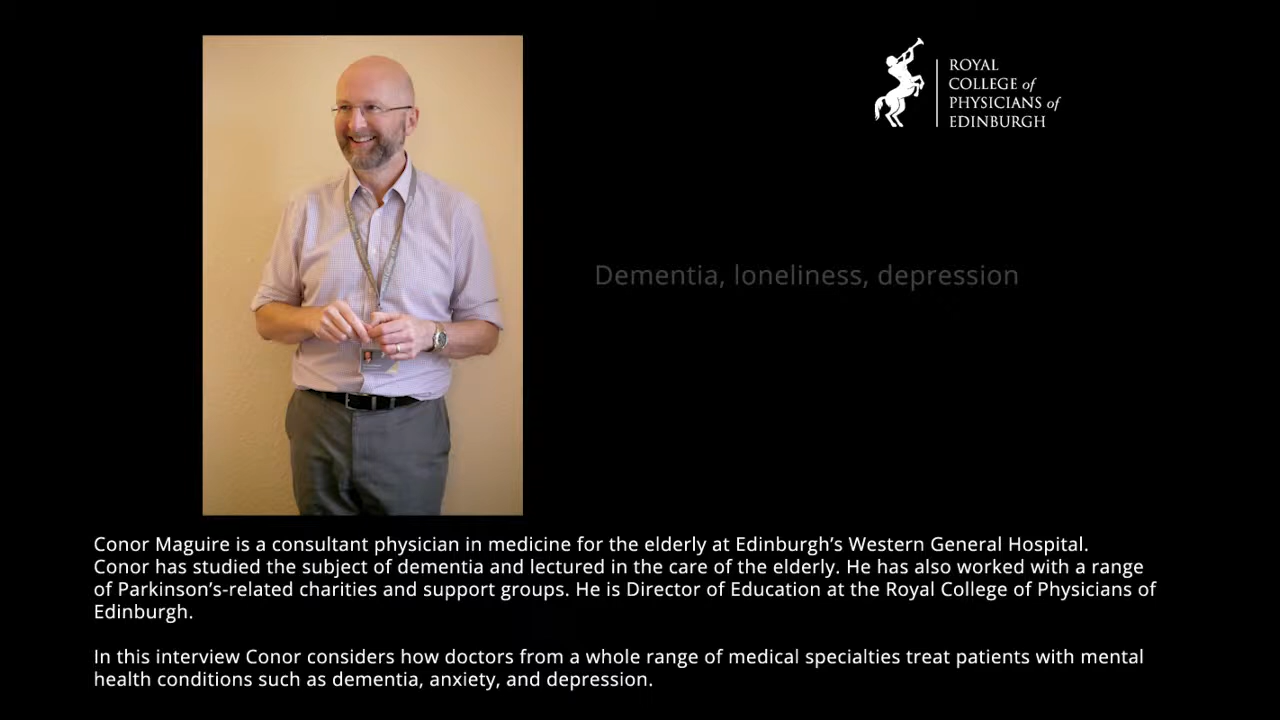 ROYAL
COLLEGE of
PHYSICIANS of
EDINBURGH
Dementia, loneliness, depression
Conor Maguire is a consultant physician in medicine for the elderly at Edinburgh’s Western General Hospital.
Conor has studied the subject of dementia and lectured in the care of the elderly. He has also worked with a range
of Parkinson’s-related charities and support groups. He is Director of Education at the Royal College of Physicians of
Edinburgh.
In this interview Conor considers how doctors from a whole range of medical specialties treat patients with mental
health conditions such as dementia, anxiety, and depression.